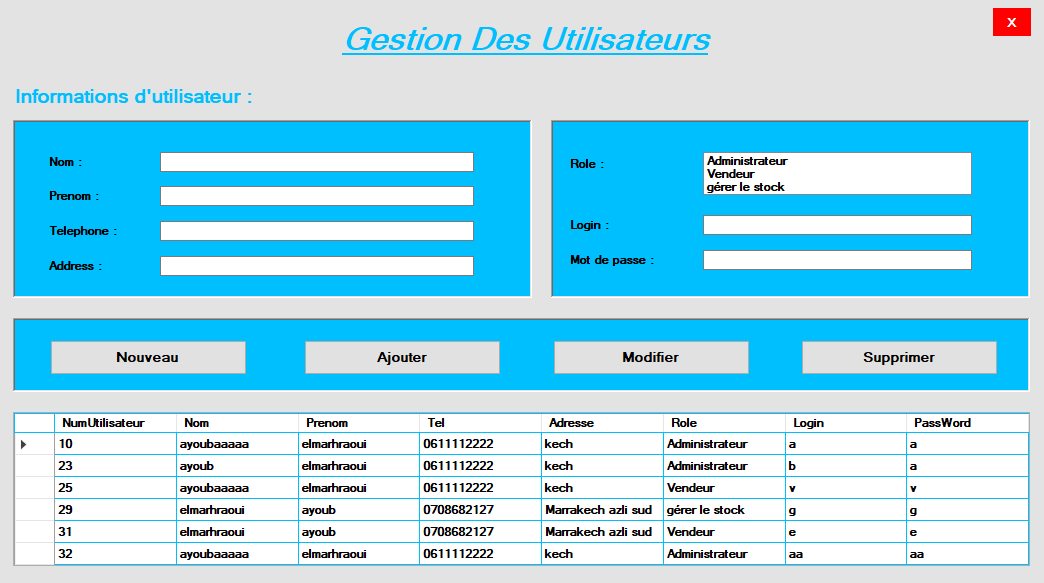 X
Gestion Des Utilisateurs
Informations d'utilisateur :
Nom :
Prenom :
Telephone :
Address :
Role :
Administrateur
Vendeur
gérer le stock
Login :
Mot de passe :
Nouveau Ajouter Modifier Supprimer
NumUtilisateur Nom Prenom Tel Adresse Role Login PassWord
10 ayoubaaaaa elmarhraoui 0611112222 kech Administrateur a a
23 ayoub elmarhraoui 0611112222 kech Administrateur b a
25 ayoubaaaaa elmarhraoui 0611112222 kech Vendeur v v
29 elmarhraoui ayoub 0708682127 Marrakech azli sud gérer le stock g g
31 elmarhraoui ayoub 0708682127 Marrakech azli sud Vendeur e e
32 ayoubaaaaa elmarhraoui 0611112222 kech Administrateur aa aa